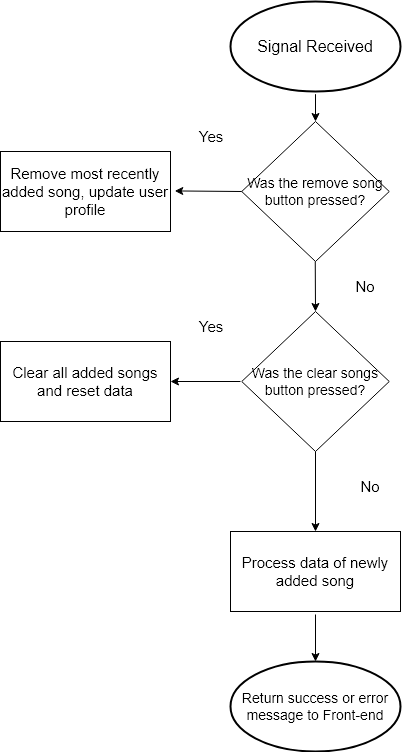 Signal Received
Yes
Was the remove song
button pressed?
Remove most recently
added song, update user
profile
No
Yes
Was the clear songs
button pressed?
Clear all added songs
and reset data
No
Process data of newly
added song
Return success or error
message to Front-end